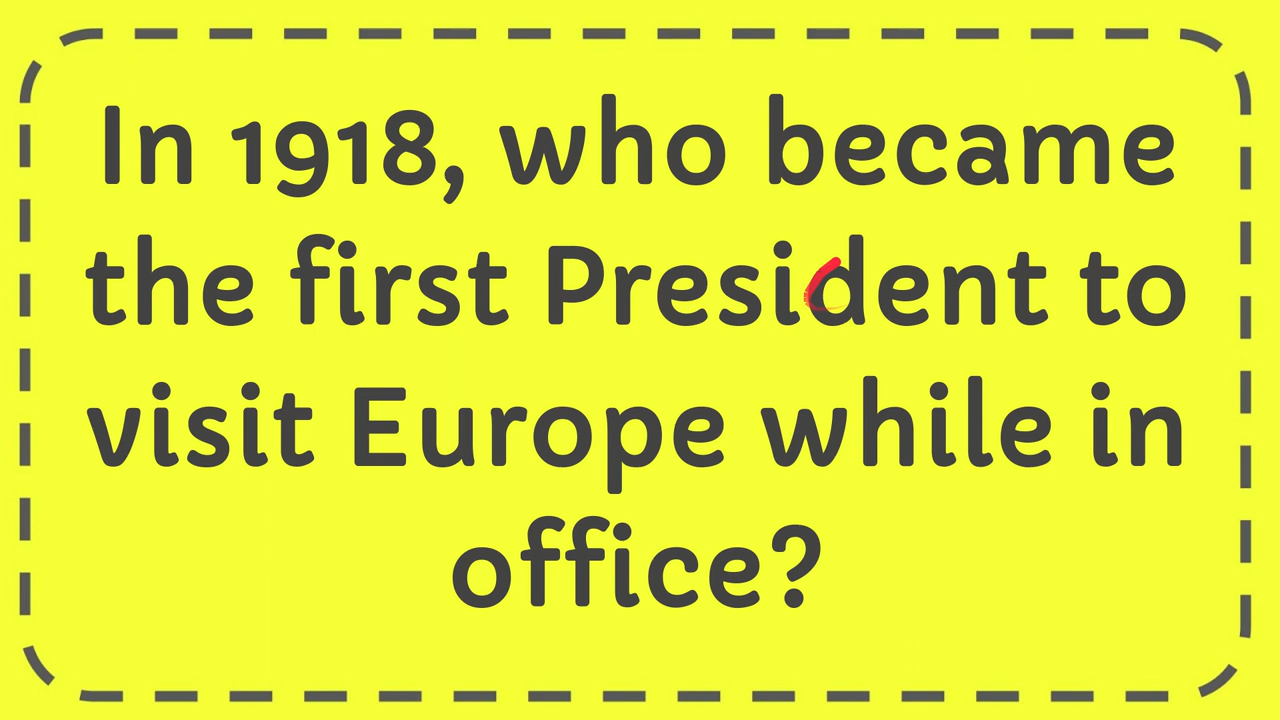 In 1918, who became
the first President to
visit Europe while in
office?